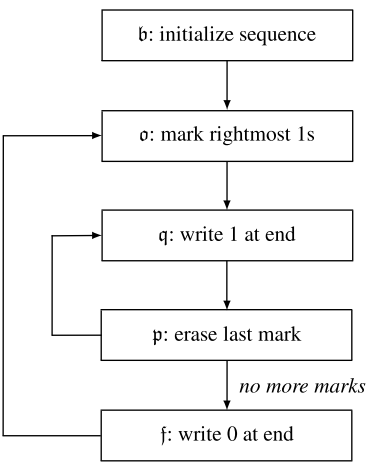 𝔟: initialize sequence
𝔬: mark rightmost 1s
𝔮: write 1 at end
𝔭: erase last mark
no more marks
𝔣: write 0 at end